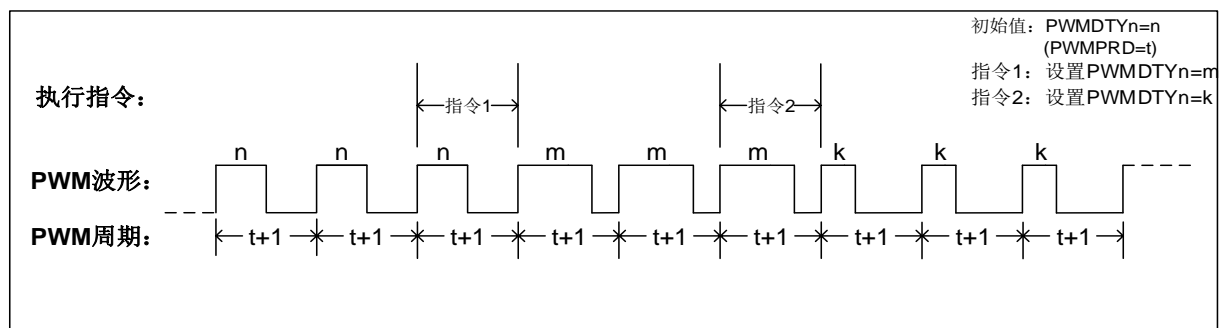 初始值：PWMDTYn=n
(PWMPRD=t)
指令1：设置PWMDTYn=m
指令2：设置PWMDTYn=k
执行指令：
指令1
指令2
n n n m m m k k k
PWM波形：
PWM周期：
t+1 t+1 t+1 t+1 t+1 t+1 t+1 t+1 t+1